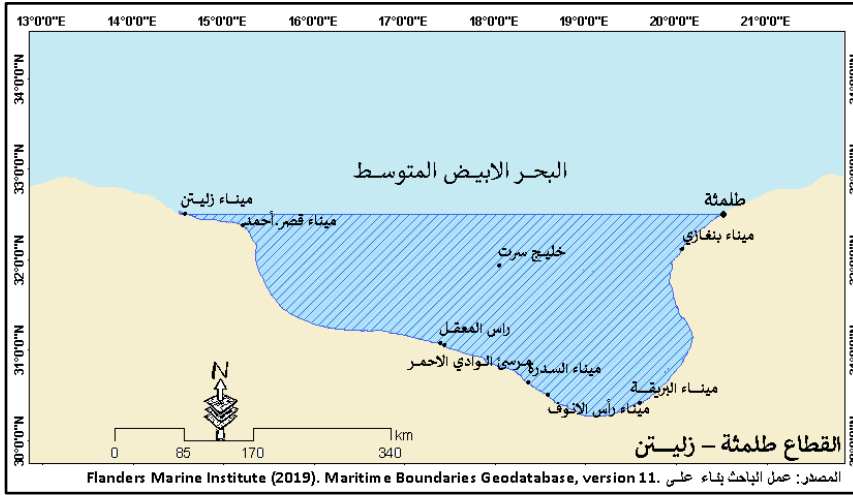 13°0'0"E 14°0'0"E 15°0'0"E 16°0'0"E 17°0'0"E 18°0'0"E 19°0'0"E 20°0'0"E 21°0'0"E
34°0'0"N
33°0'0"N
32°0'0"N
31°0'0"N
30°0'0"N
البحر الابيض المتوسط
ميناء زليتن
طلمثة
ميناء قصر أحمد
ميناء بنغازي
خليج سرت
راس المعقل
مرسئ الوادي الاحمر
ميناء السدرة
ميناء البريقة
ميناء رأس الانوف
N
km
0 85 170 340
القطاع طلمثة – زليتن
المصدر: عمل الباحث بناء على Flanders Marine Institute (2019). Maritime Boundaries Geodatabase, version 11.